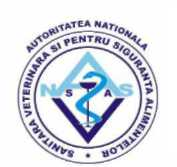 AUTORITATEA NATIONALA
SANITARA VETERINARA SI PENTRU SIGURANTA ALIMENTELOR
N S A S